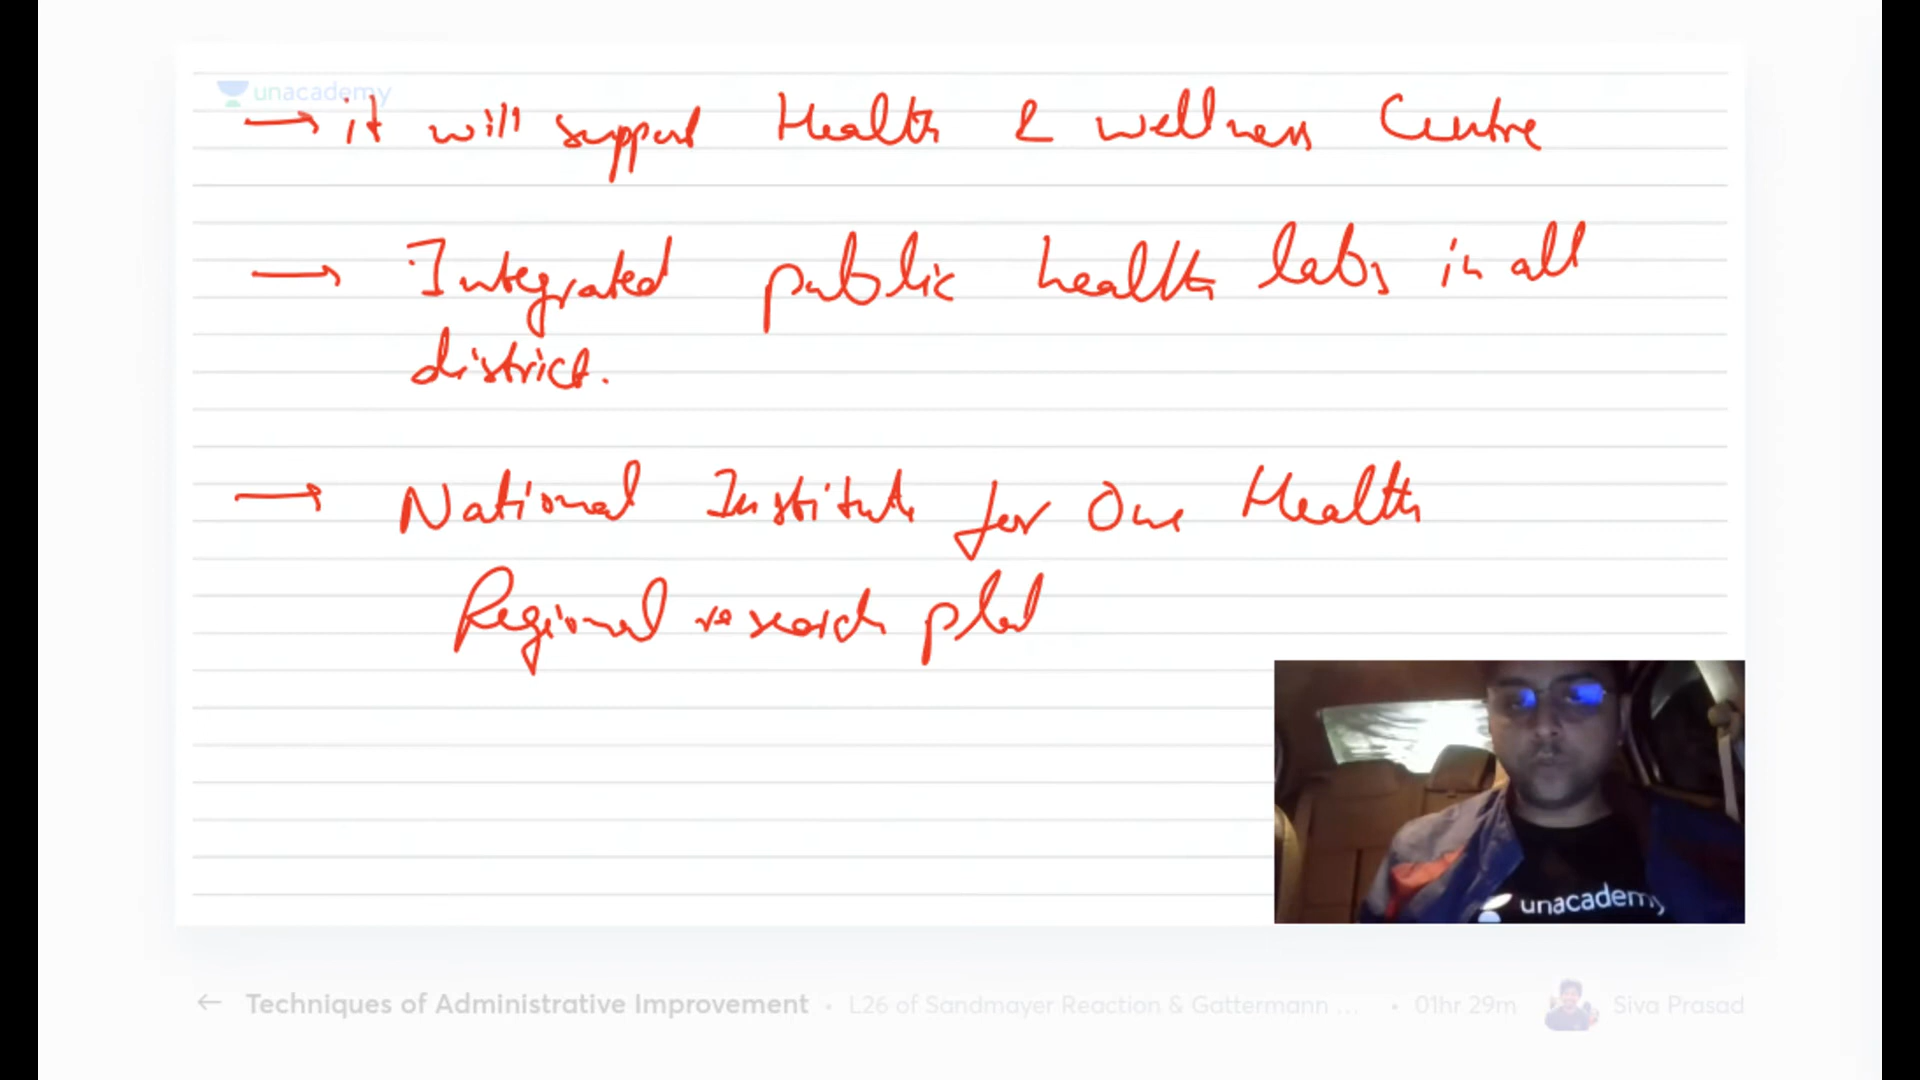 unacademy
→ it will support Health & wellness Centre
→ Integrated public health labs in all
district.
→ National Institute for One Health
Regional research plat
unacademy
← Techniques of Administrative Improvement • L26 of Sandmayer Reaction & Gattermann ... • 01hr 29m Siva Prasad